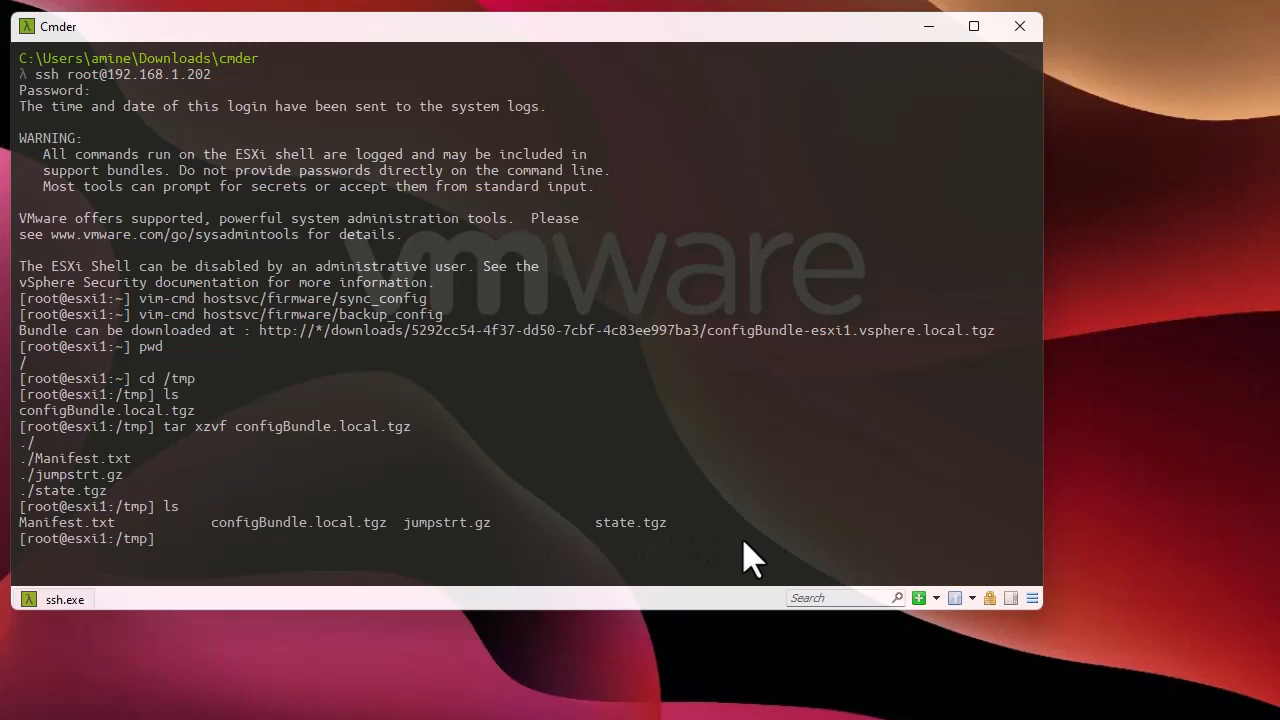 Cmder
C:\Users\amine\Downloads\cmder
λ ssh root@192.168.1.202
Password:
The time and date of this login have been sent to the system logs.
WARNING:
All commands run on the ESXi shell are logged and may be included in
support bundles. Do not provide passwords directly on the command line.
Most tools can prompt for secrets or accept them from standard input.
VMware offers supported, powerful system administration tools.  Please
see www.vmware.com/go/sysadmintools for details.
The ESXi Shell can be disabled by an administrative user. See the
vSphere Security documentation for more information.
[root@esxi1:~] vim-cmd hostsvc/firmware/sync_config
[root@esxi1:~] vim-cmd hostsvc/firmware/backup_config
Bundle can be downloaded at : http://*/downloads/5292cc54-4f37-dd50-7cbf-4c83ee997ba3/configBundle-esxi1.vsphere.local.tgz
[root@esxi1:~] pwd
/
[root@esxi1:~] cd /tmp
[root@esxi1:/tmp] ls
configBundle.local.tgz
[root@esxi1:/tmp] tar xzvf configBundle.local.tgz
./
./Manifest.txt
./jumpstrt.gz
./state.tgz
[root@esxi1:/tmp] ls
Manifest.txt            configBundle.local.tgz  jumpstrt.gz             state.tgz
[root@esxi1:/tmp]
vmware
ssh.exe
Search